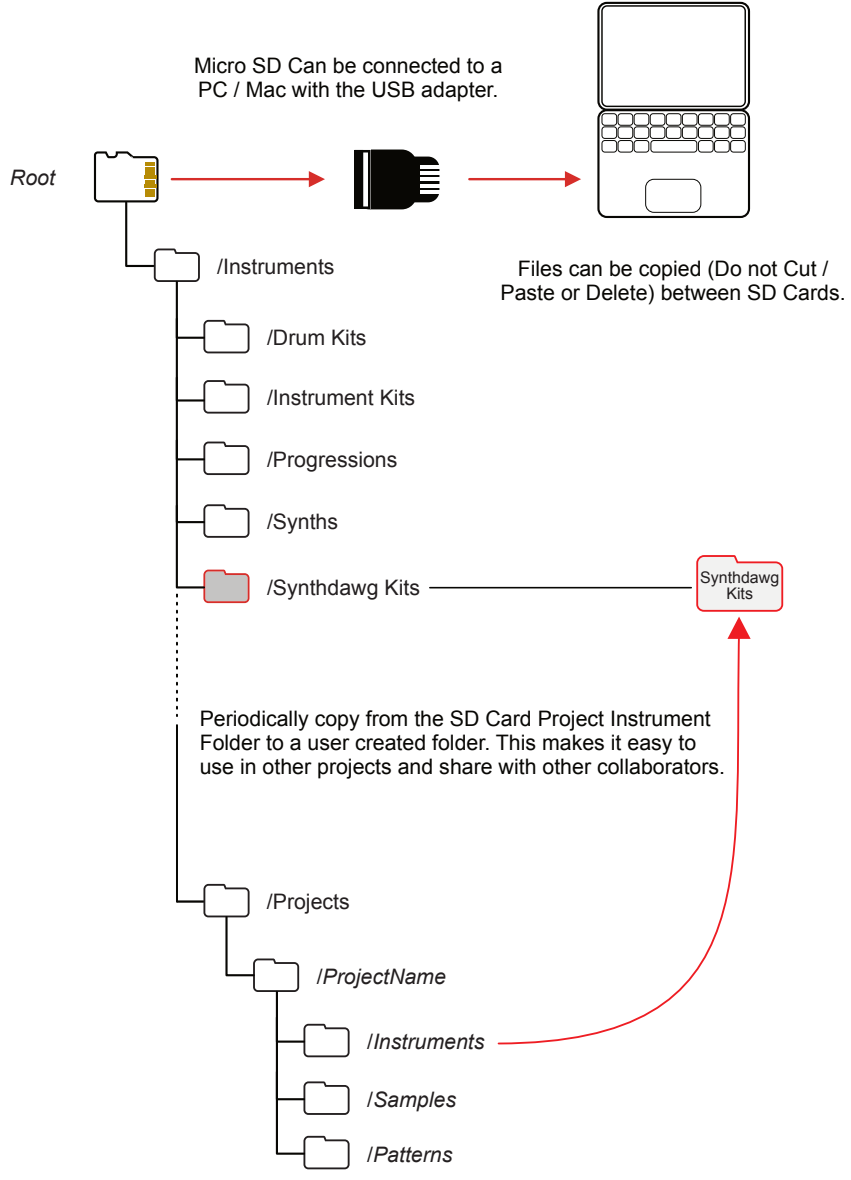 Micro SD Can be connected to a
PC / Mac with the USB adapter.
Root
/Instruments
Files can be copied (Do not Cut /
Paste or Delete) between SD Cards.
/Drum Kits
/Instrument Kits
/Progressions
/Synths
/Synthdawg Kits
Synthdawg
Kits
Periodically copy from the SD Card Project Instrument
Folder to a user created folder. This makes it easy to
use in other projects and share with other collaborators.
/Projects
/ProjectName
/Instruments
/Samples
/Patterns